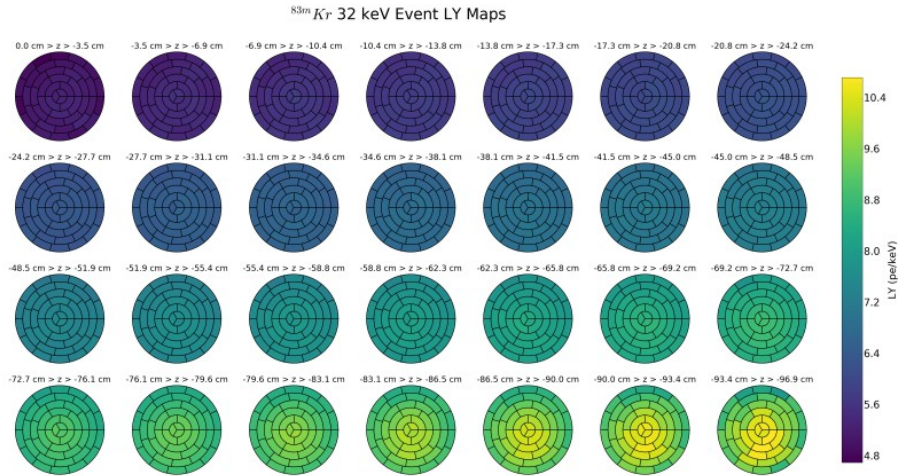 ⁸³ᵐKr 32 keV Event LY Maps
0.0 cm > z > -3.5 cm
-3.5 cm > z > -6.9 cm
-6.9 cm > z > -10.4 cm
-10.4 cm > z > -13.8 cm
-13.8 cm > z > -17.3 cm
-17.3 cm > z > -20.8 cm
-20.8 cm > z > -24.2 cm
-24.2 cm > z > -27.7 cm
-27.7 cm > z > -31.1 cm
-31.1 cm > z > -34.6 cm
-34.6 cm > z > -38.1 cm
-38.1 cm > z > -41.5 cm
-41.5 cm > z > -45.0 cm
-45.0 cm > z > -48.5 cm
-48.5 cm > z > -51.9 cm
-51.9 cm > z > -55.4 cm
-55.4 cm > z > -58.8 cm
-58.8 cm > z > -62.3 cm
-62.3 cm > z > -65.8 cm
-65.8 cm > z > -69.2 cm
-69.2 cm > z > -72.7 cm
-72.7 cm > z > -76.1 cm
-76.1 cm > z > -79.6 cm
-79.6 cm > z > -83.1 cm
-83.1 cm > z > -86.5 cm
-86.5 cm > z > -90.0 cm
-90.0 cm > z > -93.4 cm
-93.4 cm > z > -96.9 cm
10.4
9.6
8.8
8.0
7.2
6.4
5.6
4.8
LY (pe/keV)